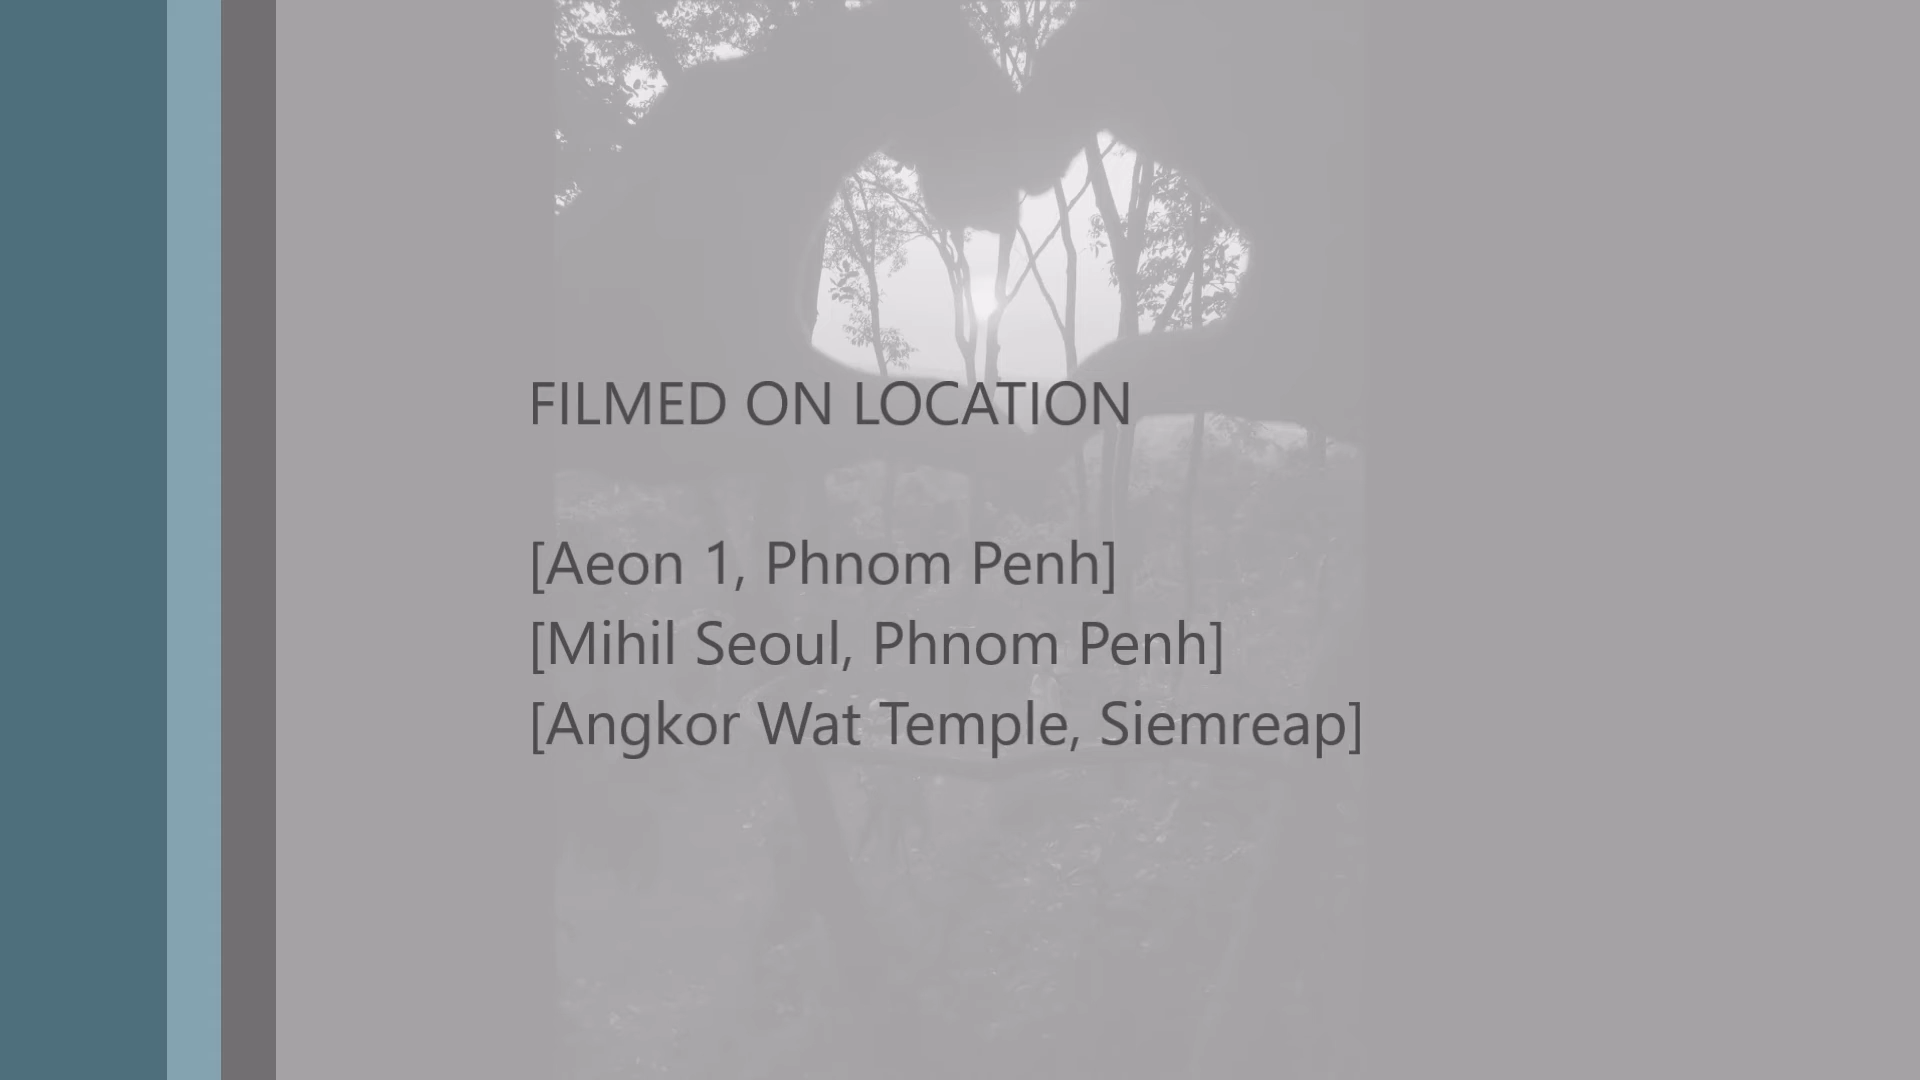 FILMED ON LOCATION
[Aeon 1, Phnom Penh]
[Mihil Seoul, Phnom Penh]
[Angkor Wat Temple, Siemreap]